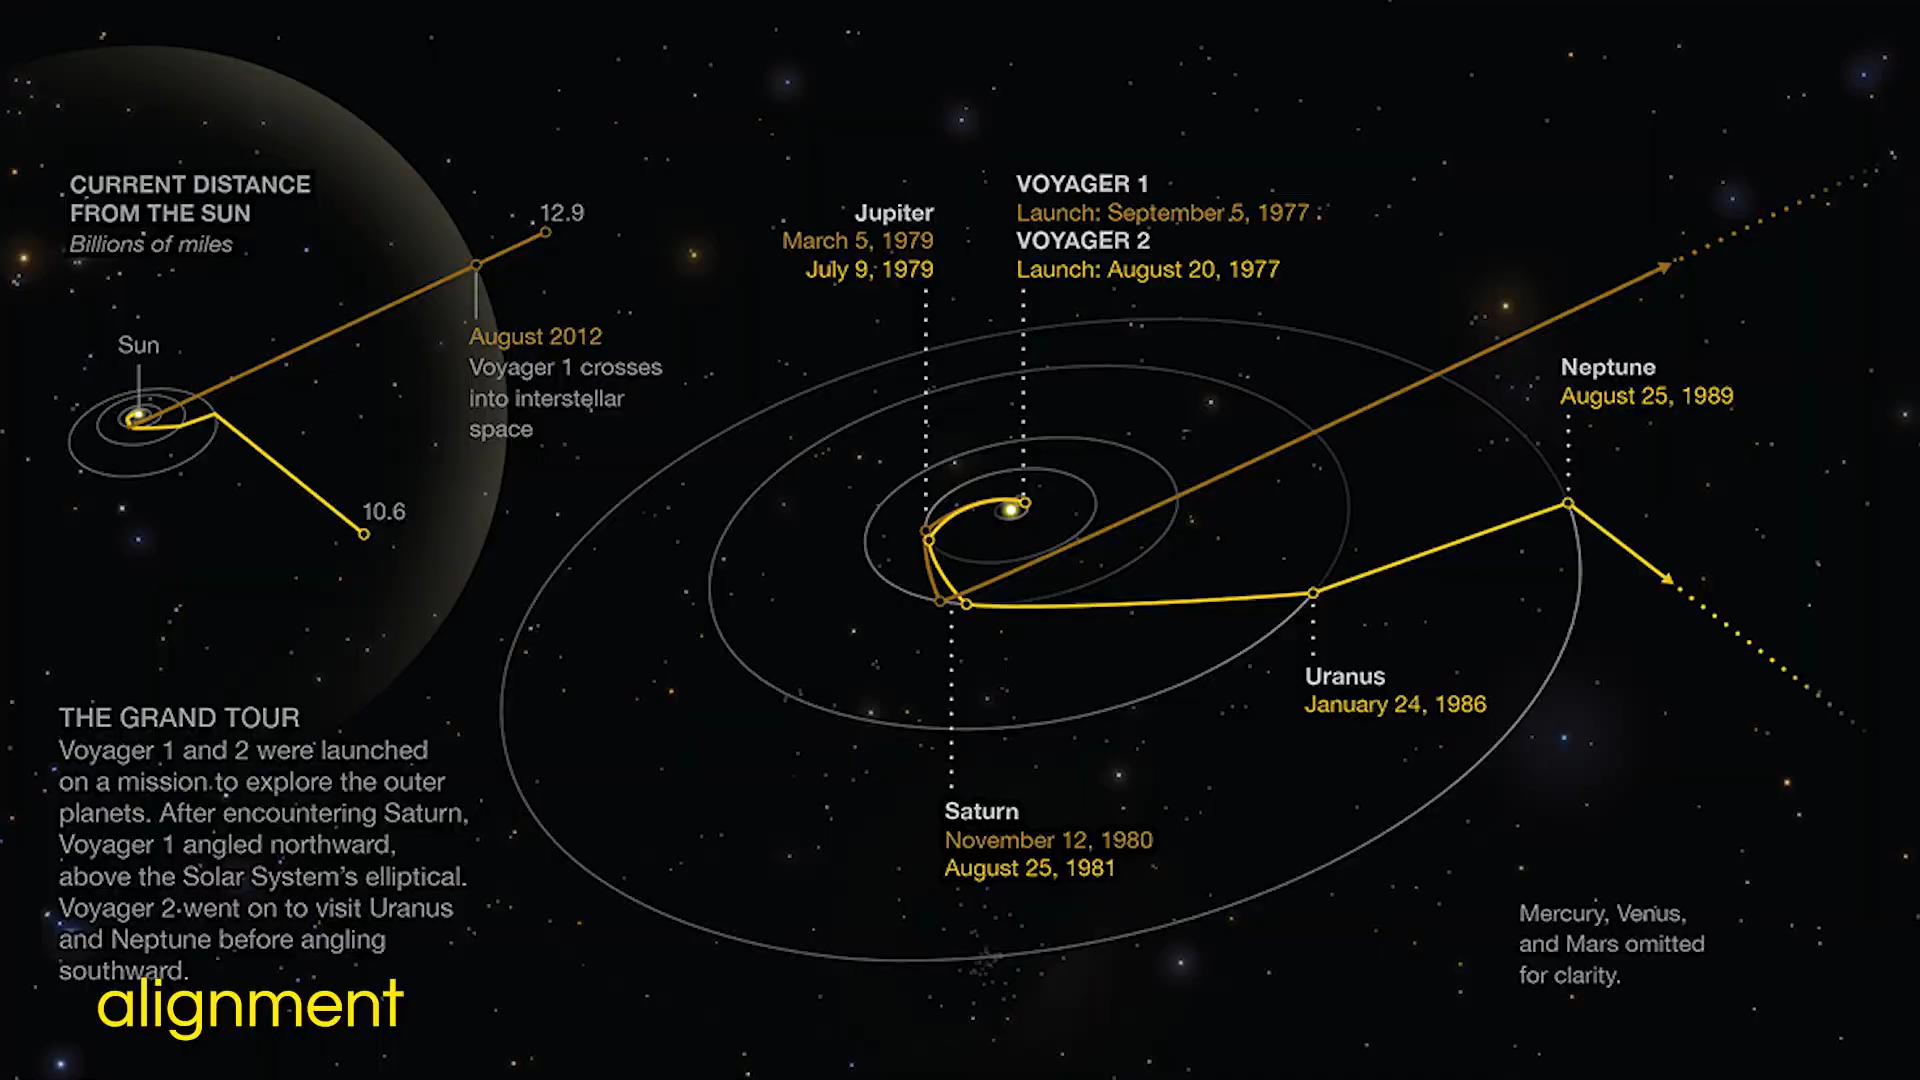 CURRENT DISTANCE
FROM THE SUN
Billions of miles
12.9
Sun
August 2012
Voyager 1 crosses
into interstellar
space
10.6
Jupiter
March 5, 1979
July 9, 1979
VOYAGER 1
Launch: September 5, 1977
VOYAGER 2
Launch: August 20, 1977
Neptune
August 25, 1989
Uranus
January 24, 1986
Saturn
November 12, 1980
August 25, 1981
THE GRAND TOUR
Voyager 1 and 2 were launched
on a mission to explore the outer
planets. After encountering Saturn,
Voyager 1 angled northward,
above the Solar System’s elliptical.
Voyager 2 went on to visit Uranus
and Neptune before angling
southward.
alignment
Mercury, Venus,
and Mars omitted
for clarity.